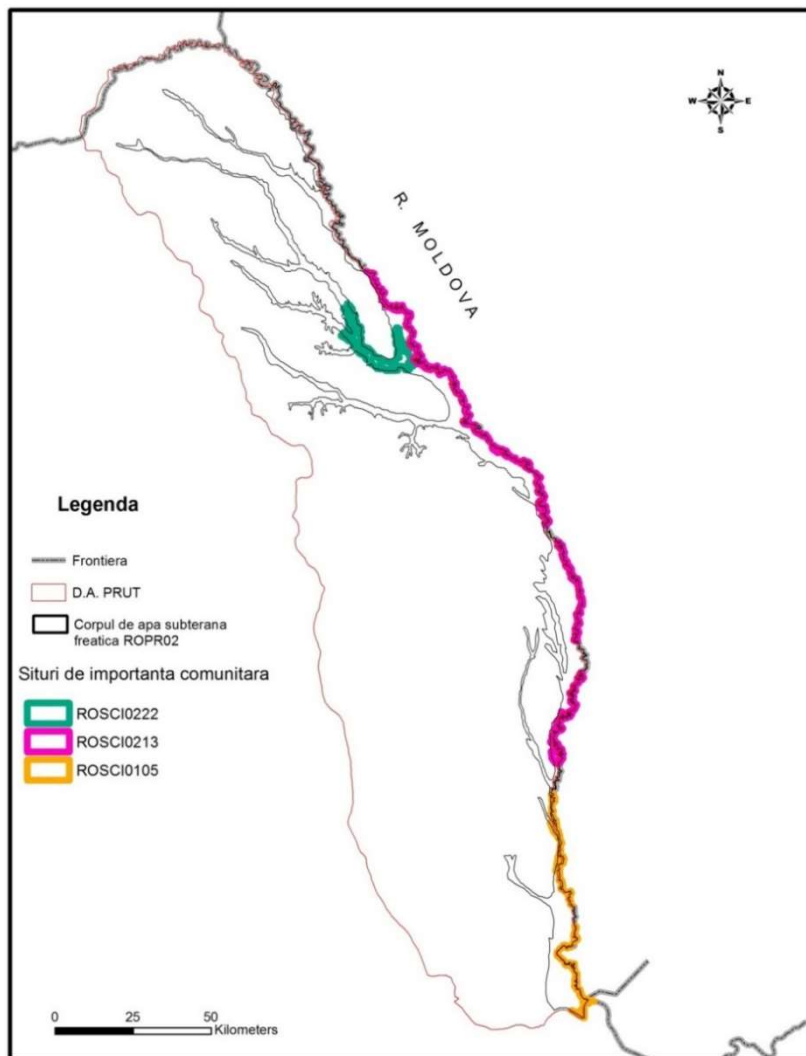 N
W E
S
R. MOLDOVA
Legenda
Frontiera
D.A. PRUT
Corpul de apa subterana
freatica ROPR02
Situri de importanta comunitara
ROSCI0222
ROSCI0213
ROSCI0105
0 25 50
Kilometers